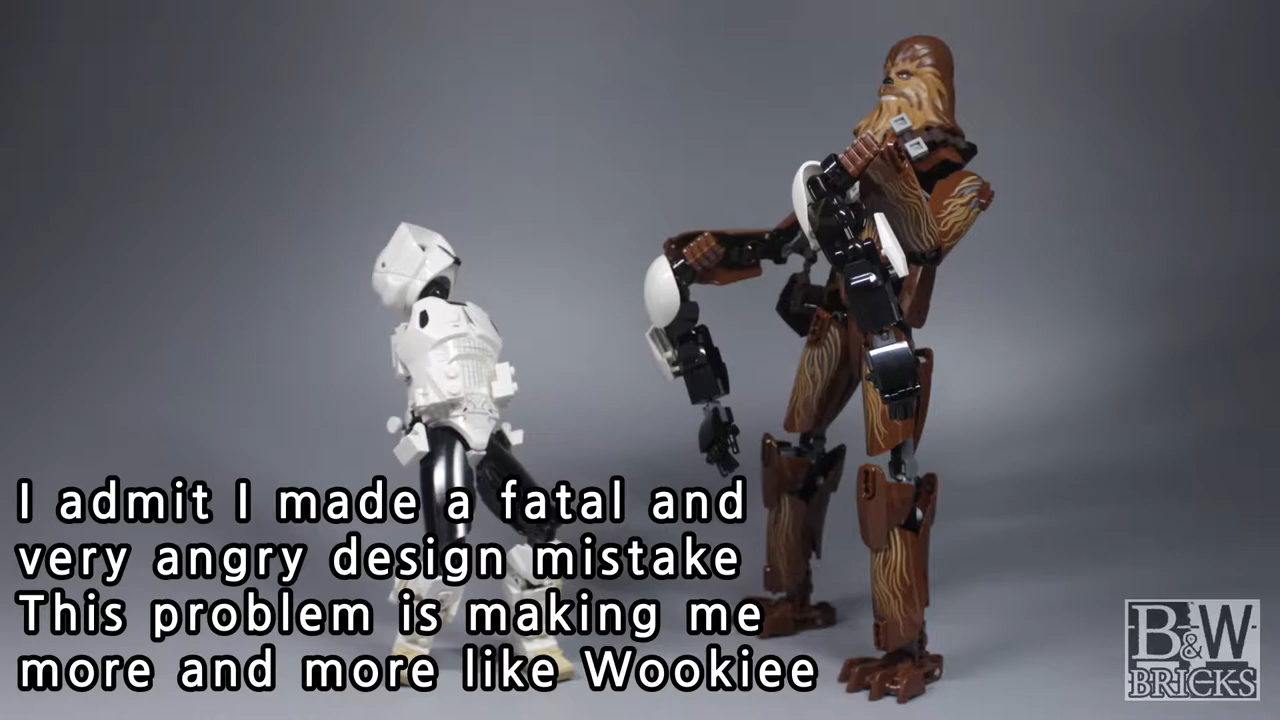 I admit I made a fatal and
very angry design mistake
This problem is making me
more and more like Wookiee
B&W
BRICKS